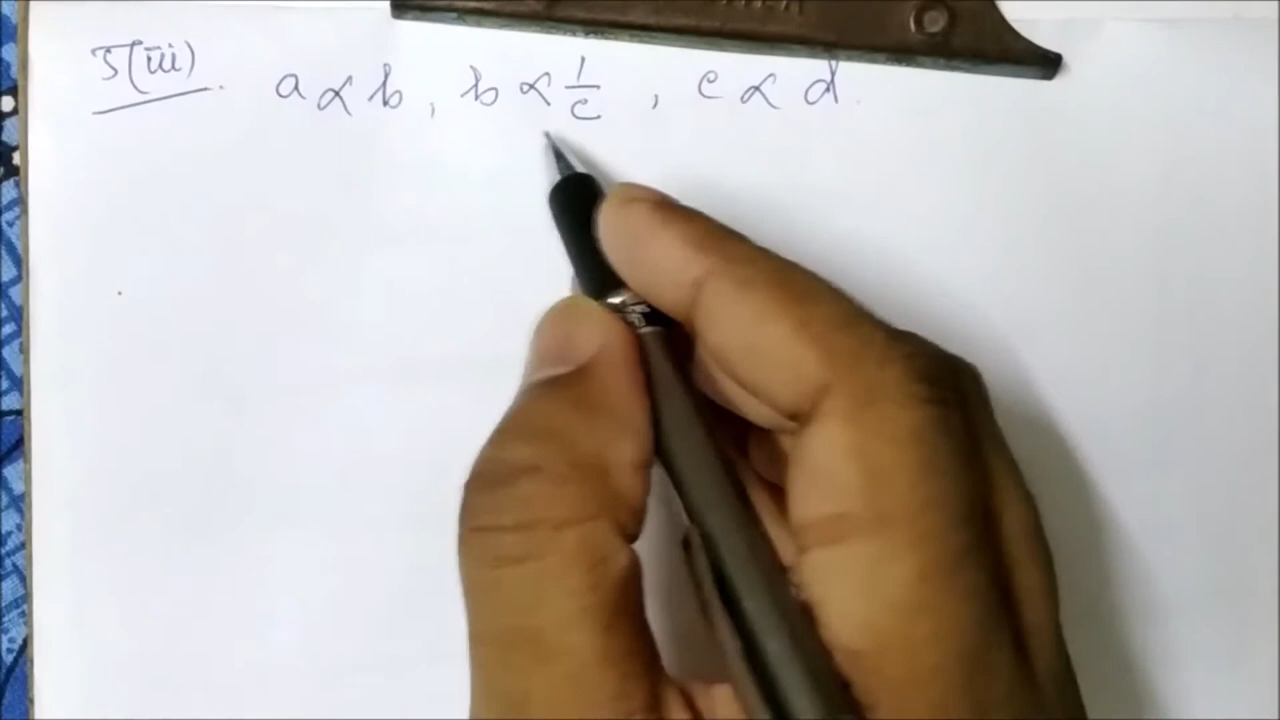 5(iii). a ∝ b, b ∝ 1/c, c ∝ d.